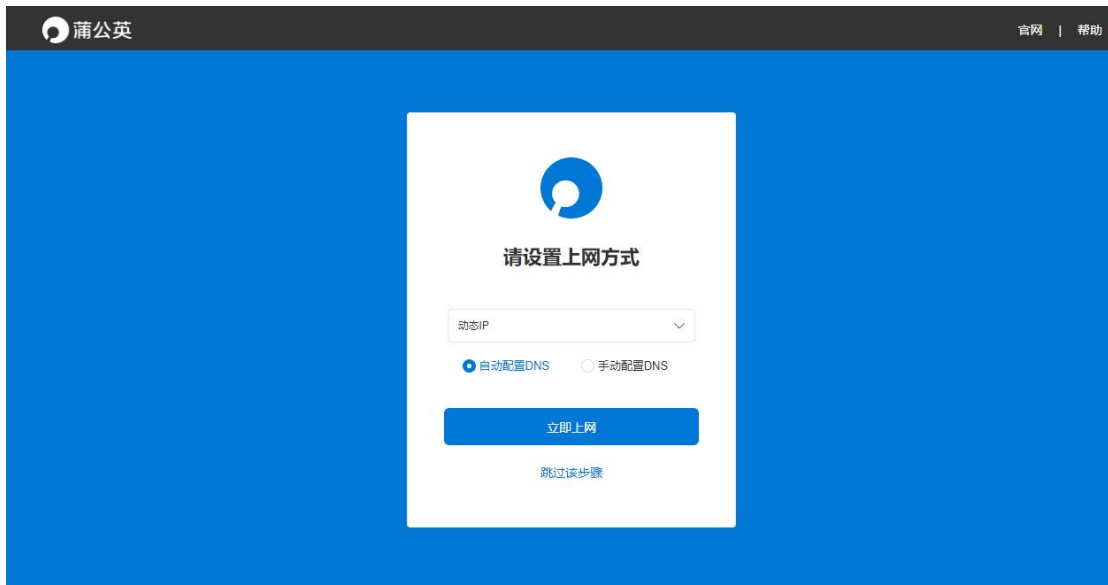 蒲公英
官网 | 帮助
请设置上网方式
动态IP
自动配置DNS 手动配置DNS
立即上网
跳过该步骤